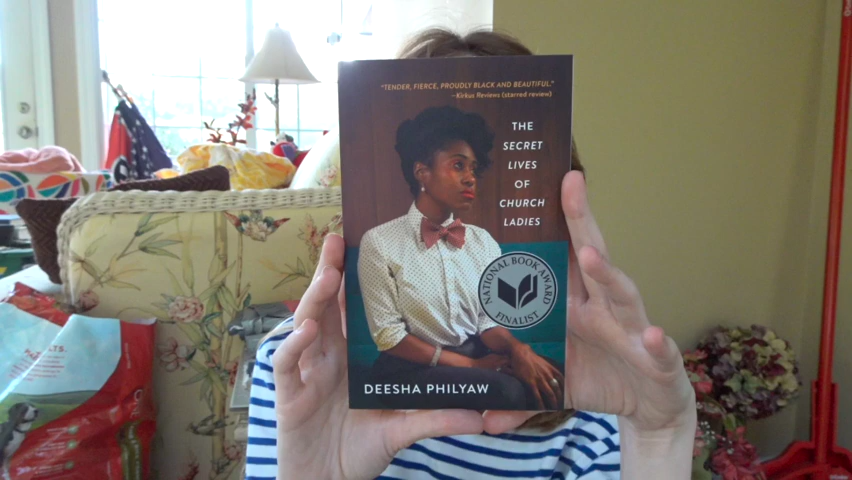 "TENDER, FIERCE, PROUDLY BLACK AND BEAUTIFUL."
—Kirkus Reviews (starred review)
THE
SECRET
LIVES
OF
CHURCH
LADIES
NATIONAL BOOK AWARD
FINALIST
DEESHA PHILYAW